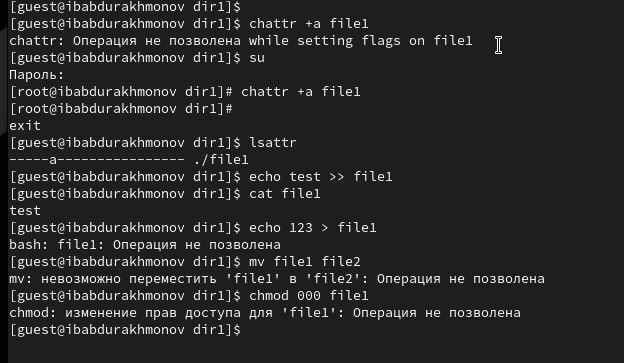 [guest@ibabdurakhmonov dir1]$
[guest@ibabdurakhmonov dir1]$ chattr +a file1
chattr: Операция не позволена while setting flags on file1
[guest@ibabdurakhmonov dir1]$ su
Пароль:
[root@ibabdurakhmonov dir1]# chattr +a file1
[root@ibabdurakhmonov dir1]#
exit
[guest@ibabdurakhmonov dir1]$ lsattr
-----a---------------- ./file1
[guest@ibabdurakhmonov dir1]$ echo test >> file1
[guest@ibabdurakhmonov dir1]$ cat file1
test
[guest@ibabdurakhmonov dir1]$ echo 123 > file1
bash: file1: Операция не позволена
[guest@ibabdurakhmonov dir1]$ mv file1 file2
mv: невозможно переместить 'file1' в 'file2': Операция не позволена
[guest@ibabdurakhmonov dir1]$ chmod 000 file1
chmod: изменение прав доступа для 'file1': Операция не позволена
[guest@ibabdurakhmonov dir1]$